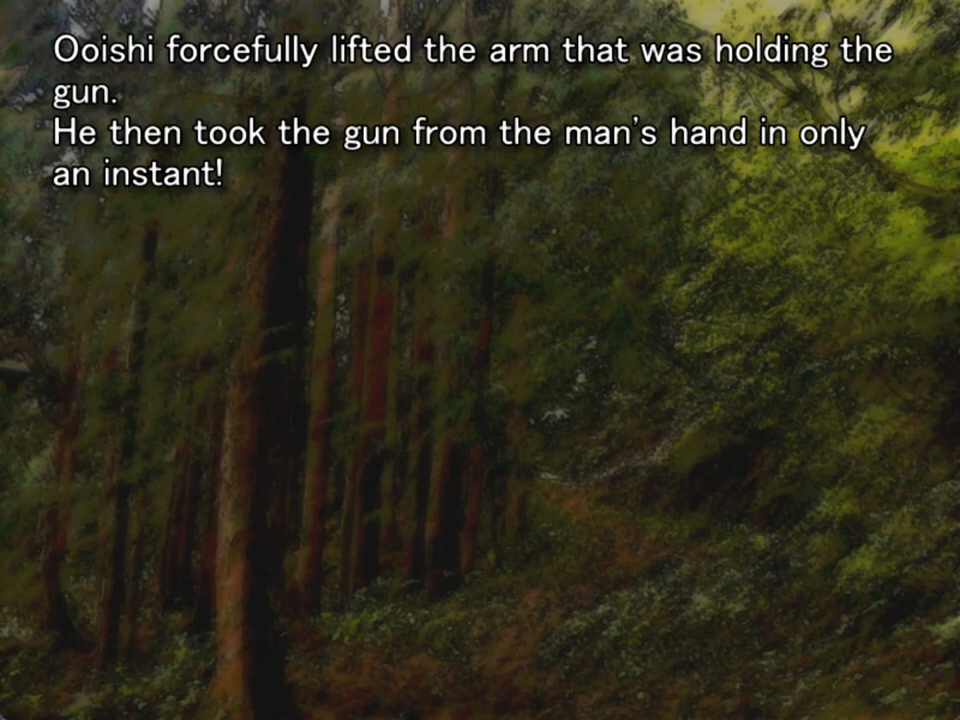 Ooishi forcefully lifted the arm that was holding the
gun.
He then took the gun from the man's hand in only
an instant!